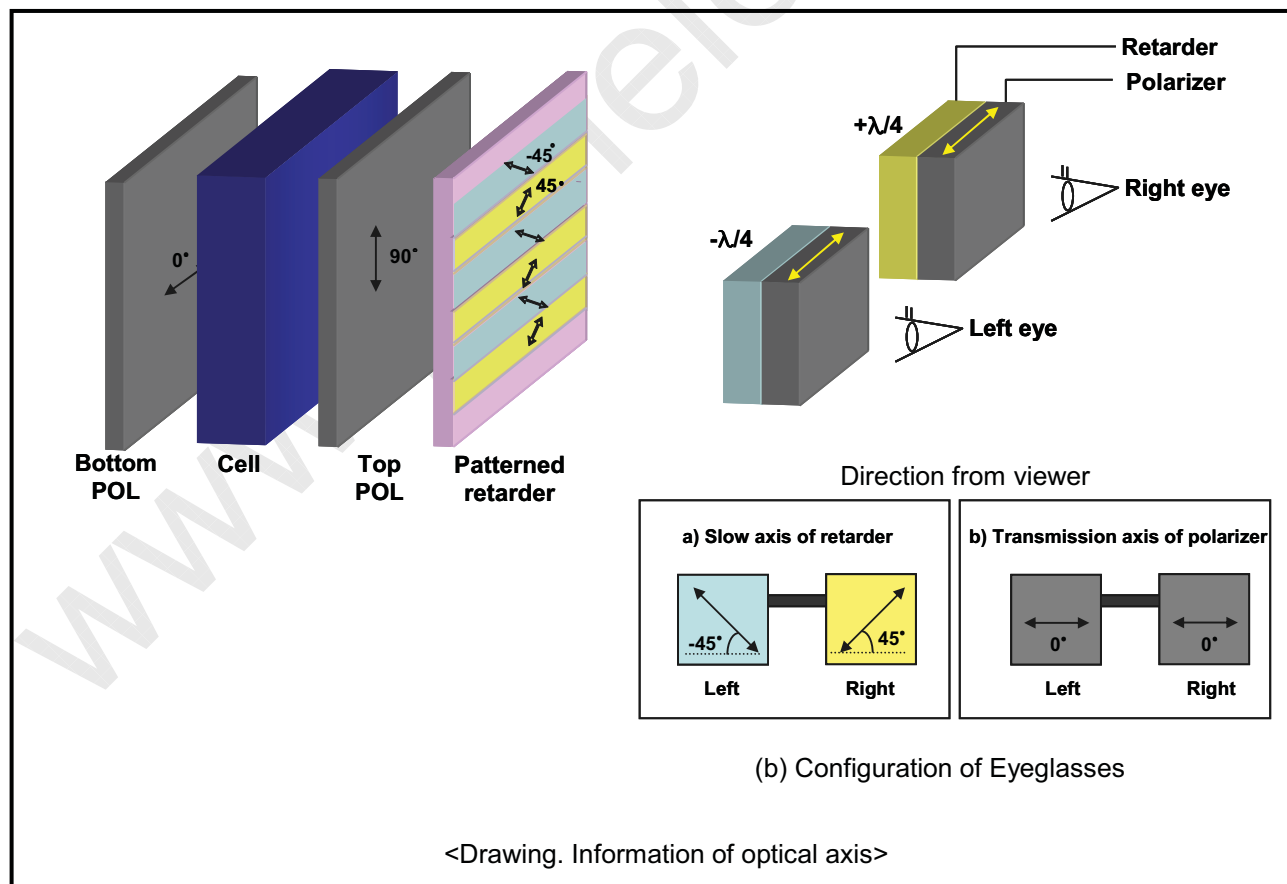 Retarder
Polarizer
+λ/4
Right eye
-λ/4
Left eye
-45°
45°
0°
90°
Bottom
POL
Cell
Top
POL
Patterned
retarder
Direction from viewer
a) Slow axis of retarder
-45°
45°
Left
Right
b) Transmission axis of polarizer
0°
0°
Left
Right
(b) Configuration of Eyeglasses
<Drawing. Information of optical axis>
www